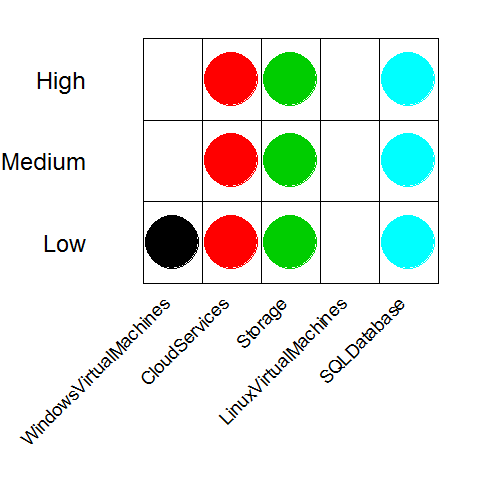 High
Medium
Low
WindowsVirtualMachines
CloudServices
Storage
LinuxVirtualMachines
SQLDatabase